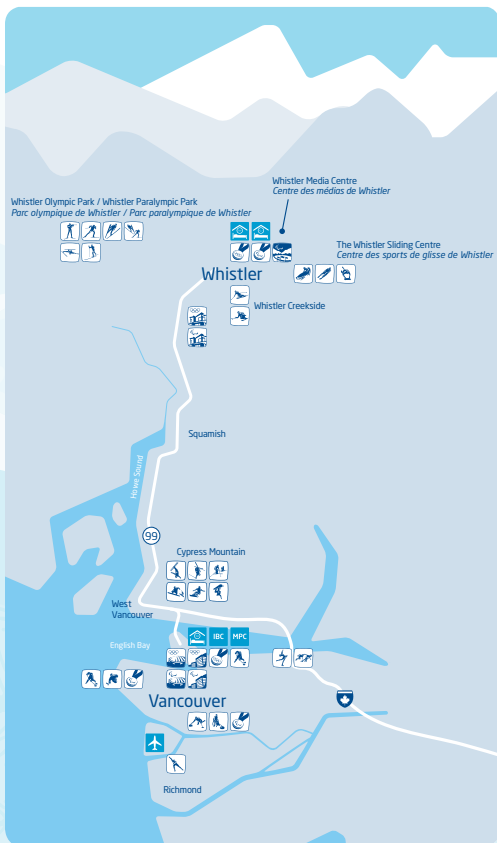 Whistler Media Centre
Centre des médias de Whistler
Whistler Olympic Park / Whistler Paralympic Park
Parc olympique de Whistler / Parc paralympique de Whistler
The Whistler Sliding Centre
Centre des sports de glisse de Whistler
Whistler
Whistler Creekside
Squamish
Howe Sound
99
Cypress Mountain
West
Vancouver
English Bay
IBC
MPC
Vancouver
Richmond